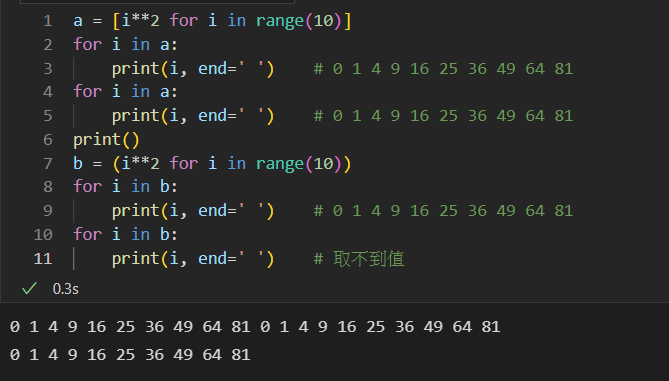 1 a = [i**2 for i in range(10)]
2 for i in a:
3     print(i, end=' ')    # 0 1 4 9 16 25 36 49 64 81
4 for i in a:
5     print(i, end=' ')    # 0 1 4 9 16 25 36 49 64 81
6 print()
7 b = (i**2 for i in range(10))
8 for i in b:
9     print(i, end=' ')    # 0 1 4 9 16 25 36 49 64 81
10 for i in b:
11     print(i, end=' ')    # 取不到值
0.3s
0 1 4 9 16 25 36 49 64 81 0 1 4 9 16 25 36 49 64 81
0 1 4 9 16 25 36 49 64 81